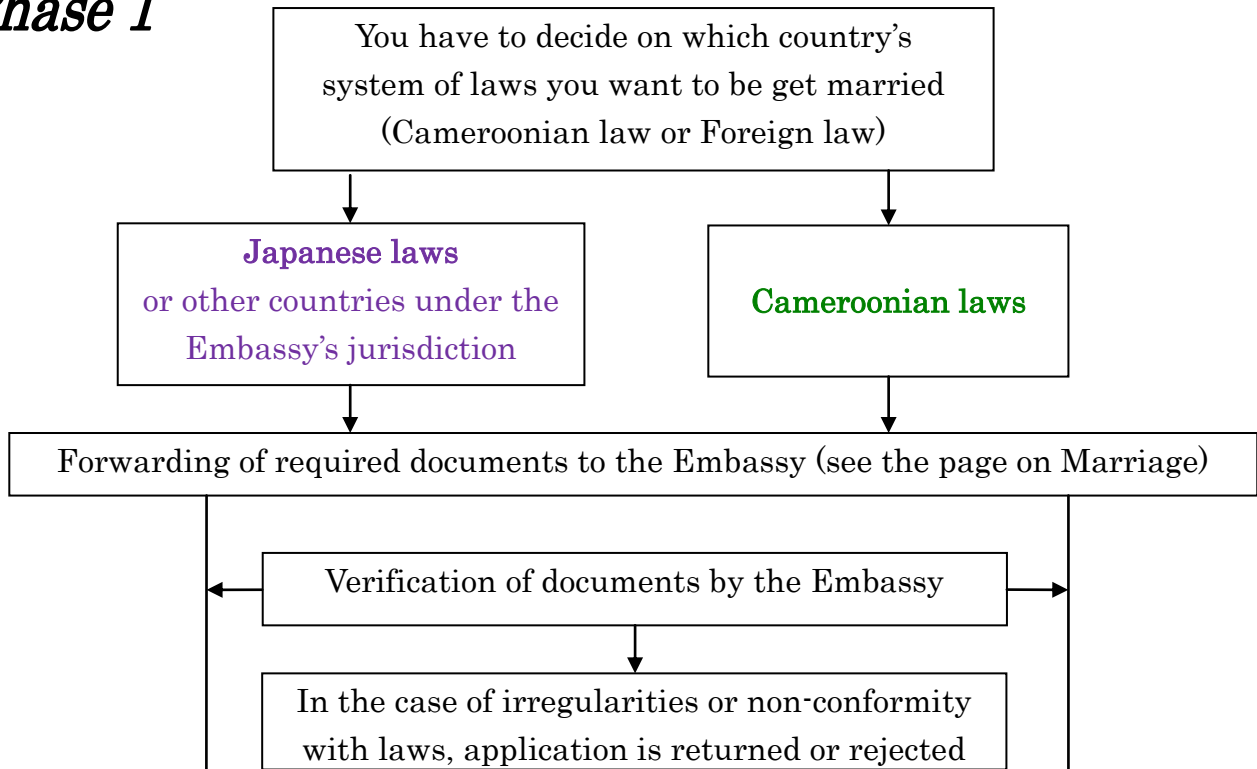 Phase 1
You have to decide on which country's
system of laws you want to be get married
(Cameroonian law or Foreign law)
Japanese laws
or other countries under the
Embassy's jurisdiction
Cameroonian laws
Forwarding of required documents to the Embassy (see the page on Marriage)
Verification of documents by the Embassy
In the case of irregularities or non-conformity
with laws, application is returned or rejected